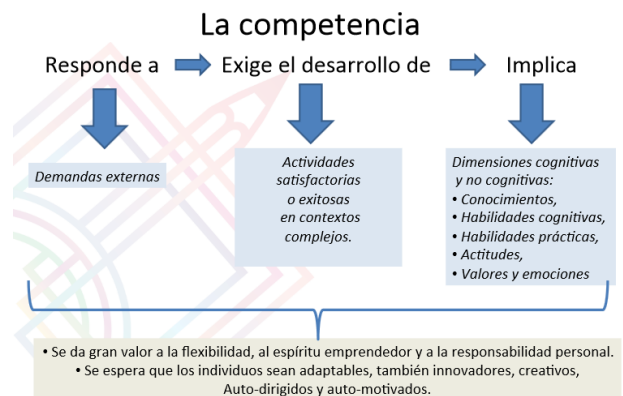 La competencia
Responde a
Exige el desarrollo de
Implica
Demandas externas
Actividades
satisfactorias
o exitosas
en contextos
complejos.
Dimensiones cognitivas
y no cognitivas:
• Conocimientos,
• Habilidades cognitivas,
• Habilidades prácticas,
• Actitudes,
• Valores y emociones
• Se da gran valor a la flexibilidad, al espíritu emprendedor y a la responsabilidad personal.
• Se espera que los individuos sean adaptables, también innovadores, creativos,
Auto-dirigidos y auto-motivados.